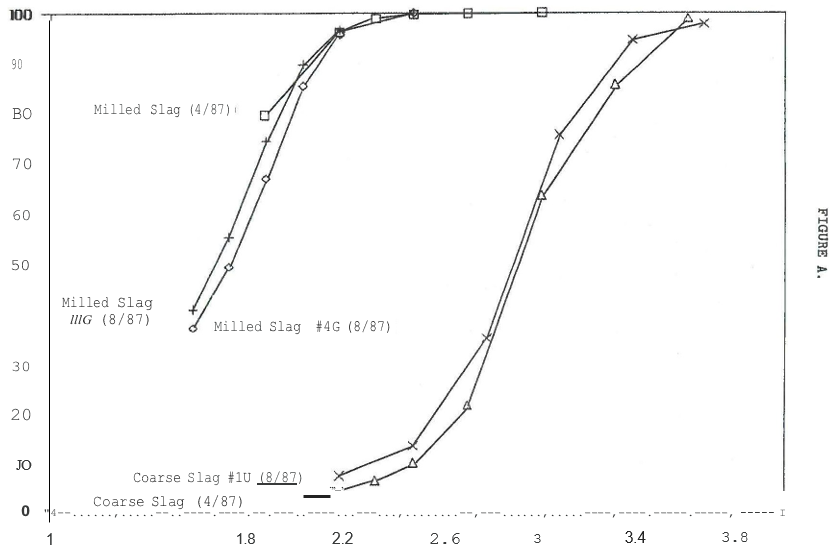 100
90
BO
Milled Slag (4/87)
70
60
50
Milled Slag
lllG (8/87)
Milled Slag #4G (8/87)
30
20
JO
Coarse Slag #1U (8/87)
Coarse Slag (4/87)
0
1
1.8
2.2
2.6
3
3.4
3.8
FIGURE A.